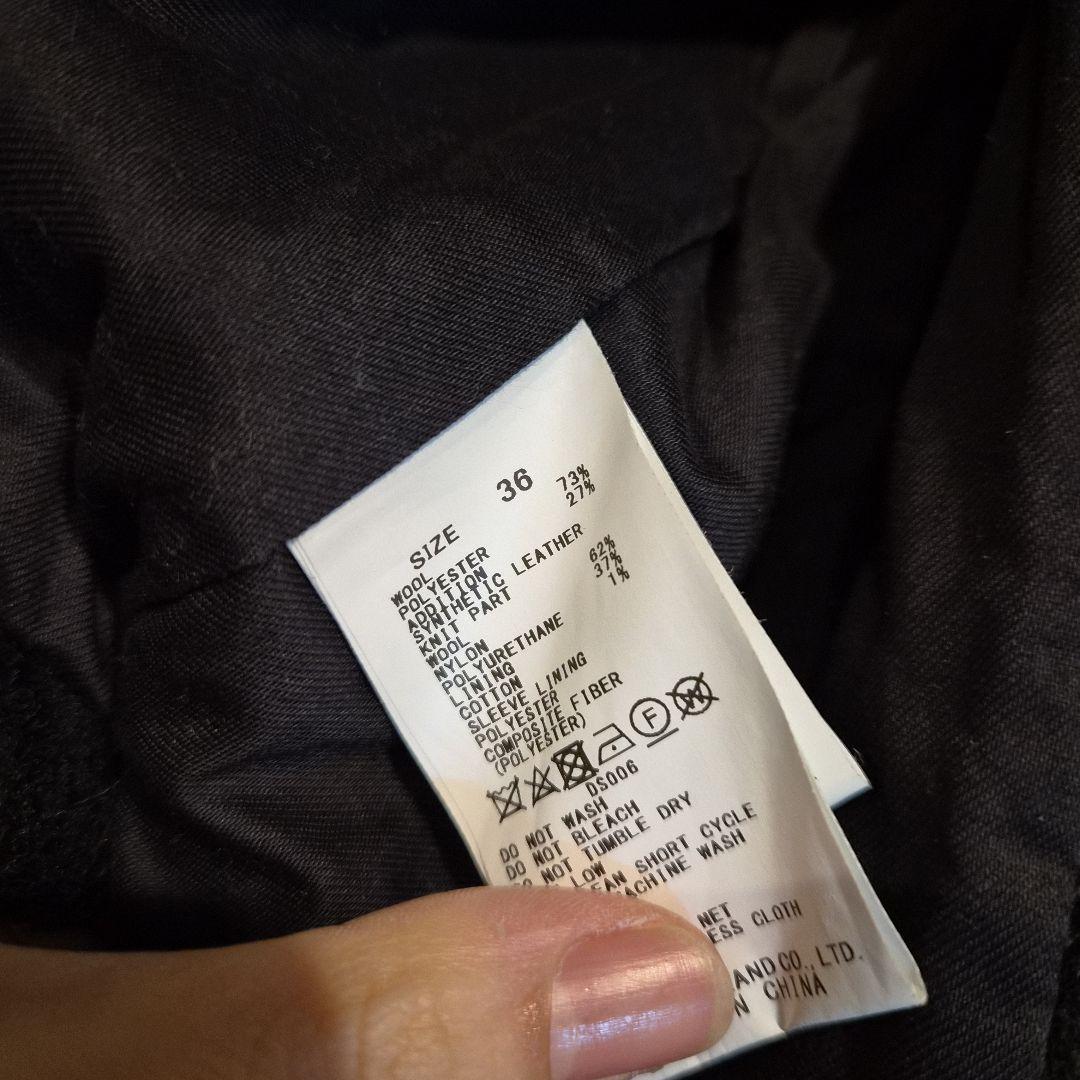 SIZE 36
WOOL 73%
POLYESTER 27%
ADDITION
SYNTHETIC LEATHER
KNIT PART
WOOL 62%
NYLON 37%
POLYURETHANE 1%
LINING
COTTON
SLEEVE LINING
POLYESTER
COMPOSITE FIBER
(POLYESTER)
F W
DS006
DO NOT WASH
DO NOT BLEACH
NOT TUMBLE DRY
LOW
SHORT CYCLE
WASH
NET
CLOTH
CO., LTD.
CHINA